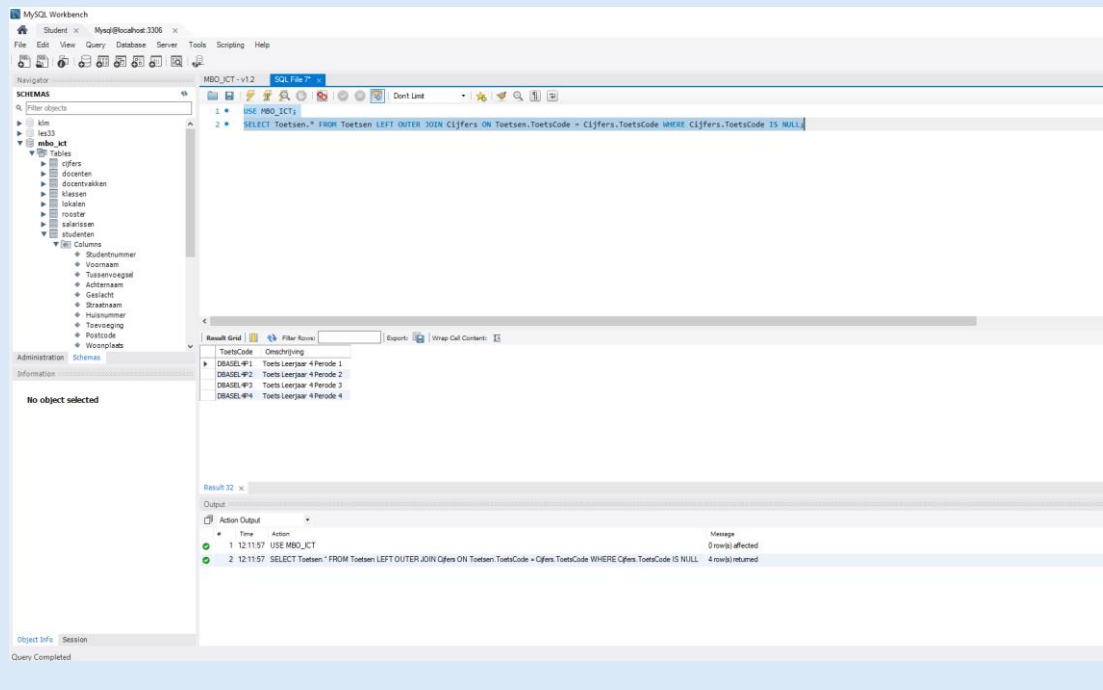 MySQL Workbench
Student ×
Mysql@localhost:3306 ×
File Edit View Query Database Server Tools Scripting Help
Navigator
SCHEMAS
Filter objects
klm
les33
mbo_ict
Tables
cijfers
docenten
docentvakken
klassen
lokalen
rooster
salarissen
studenten
Columns
Studentnummer
Voornaam
Tussenvoegsel
Achternaam
Geslacht
Straatnaam
Huisnummer
Toevoeging
Postcode
Woonplaats
Administration Schemas
Information
No object selected
Object Info Session
Query Completed
MBO_ICT - v1.2
SQL File 7* ×
Don't Limit
1 USE MBO_ICT;
2 SELECT Toetsen.* FROM Toetsen LEFT OUTER JOIN Cijfers ON Toetsen.ToetsCode = Cijfers.ToetsCode WHERE Cijfers.ToetsCode IS NULL;
Result Grid Filter Rows: Export: Wrap Cell Content:
ToetsCode Omschrijving
DBASEL4P1 Toets Leerjaar 4 Perode 1
DBASEL4P2 Toets Leerjaar 4 Perode 2
DBASEL4P3 Toets Leerjaar 4 Perode 3
DBASEL4P4 Toets Leerjaar 4 Perode 4
Result 32 ×
Output
Action Output
# Time Action Message
1 12:11:57 USE MBO_ICT 0 row(s) affected
2 12:11:57 SELECT Toetsen.* FROM Toetsen LEFT OUTER JOIN Cijfers ON Toetsen.ToetsCode = Cijfers.ToetsCode WHERE Cijfers.ToetsCode IS NULL 4 row(s) returned